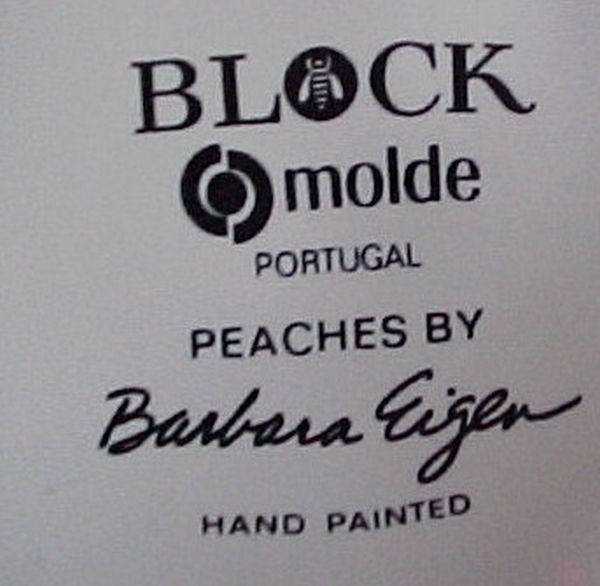 BLOCK
molde
PORTUGAL
PEACHES BY
Barbara Eigen
HAND PAINTED